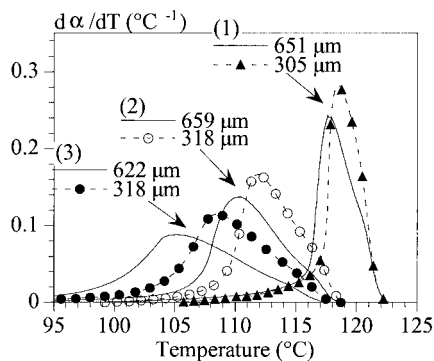 dα/dT (°C⁻¹)
(1)
651 µm
305 µm
0.3
(2)
659 µm
318 µm
0.2
(3)
622 µm
318 µm
0.1
0
95 100 105 110 115 120 125
Temperature (°C)